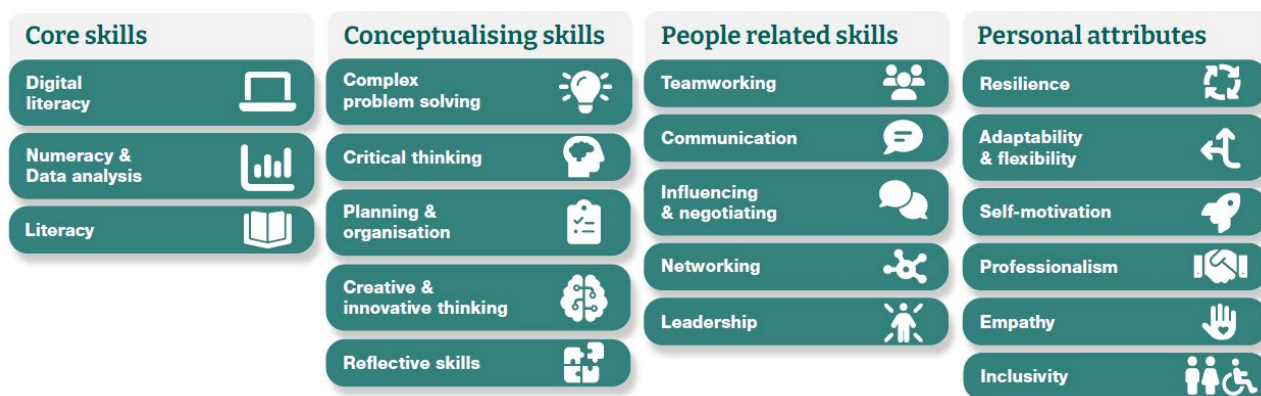 Core skills
Digital
literacy
Numeracy &
Data analysis
Literacy
Conceptualising skills
Complex
problem solving
Critical thinking
Planning &
organisation
Creative &
innovative thinking
Reflective skills
People related skills
Teamworking
Communication
Influencing
& negotiating
Networking
Leadership
Personal attributes
Resilience
Adaptability
& flexibility
Self-motivation
Professionalism
Empathy
Inclusivity